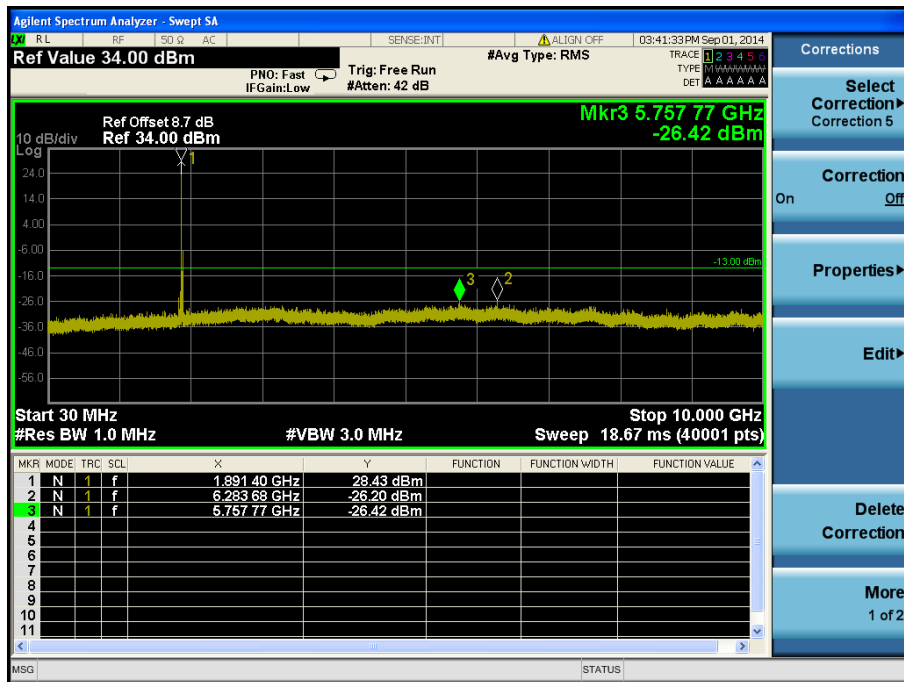 Agilent Spectrum Analyzer - Swept SA
LXI RL RF 50 Ω AC SENSE:INT ALIGN OFF 03:41:33 PM Sep 01, 2014
Ref Value 34.00 dBm #Avg Type: RMS TRACE 1 2 3 4 5 6
PNO: Fast Trig: Free Run TYPE M WWWWW
IFGain:Low #Atten: 42 dB DET A A A A A A
Mkr3 5.757 77 GHz
Ref Offset 8.7 dB
10 dB/div Ref 34.00 dBm -26.42 dBm
Log
1
24.0
14.0
4.00
-6.00
-13.00 dBm
-16.0
3 2
-26.0
-36.0
-46.0
-56.0
Start 30 MHz Stop 10.000 GHz
#Res BW 1.0 MHz #VBW 3.0 MHz Sweep 18.67 ms (40001 pts)
MKR MODE TRC SCL X Y FUNCTION FUNCTION WIDTH FUNCTION VALUE
1 N 1 f 1.891 40 GHz 28.43 dBm
2 N 1 f 6.283 68 GHz -26.20 dBm
3 N 1 f 5.757 77 GHz -26.42 dBm
4
5
6
7
8
9
10
11
MSG STATUS
Corrections
Select
Correction
Correction 5
Correction
On Off
Properties
Edit
Delete
Correction
More
1 of 2